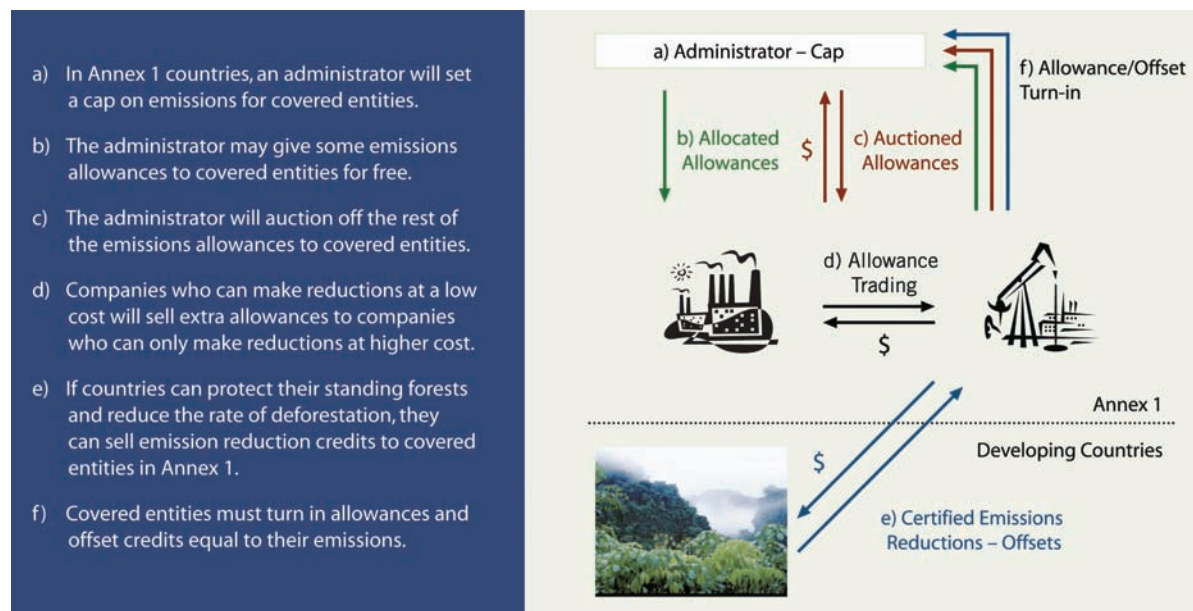 a) In Annex 1 countries, an administrator will set
a cap on emissions for covered entities.
b) The administrator may give some emissions
allowances to covered entities for free.
c) The administrator will auction off the rest of
the emissions allowances to covered entities.
d) Companies who can make reductions at a low
cost will sell extra allowances to companies
who can only make reductions at higher cost.
e) If countries can protect their standing forests
and reduce the rate of deforestation, they
can sell emission reduction credits to covered
entities in Annex 1.
f) Covered entities must turn in allowances and
offset credits equal to their emissions.
a) Administrator – Cap
f) Allowance/Offset
Turn-in
b) Allocated
Allowances
$
c) Auctioned
Allowances
d) Allowance
Trading
$
Annex 1
Developing Countries
$
e) Certified Emissions
Reductions – Offsets